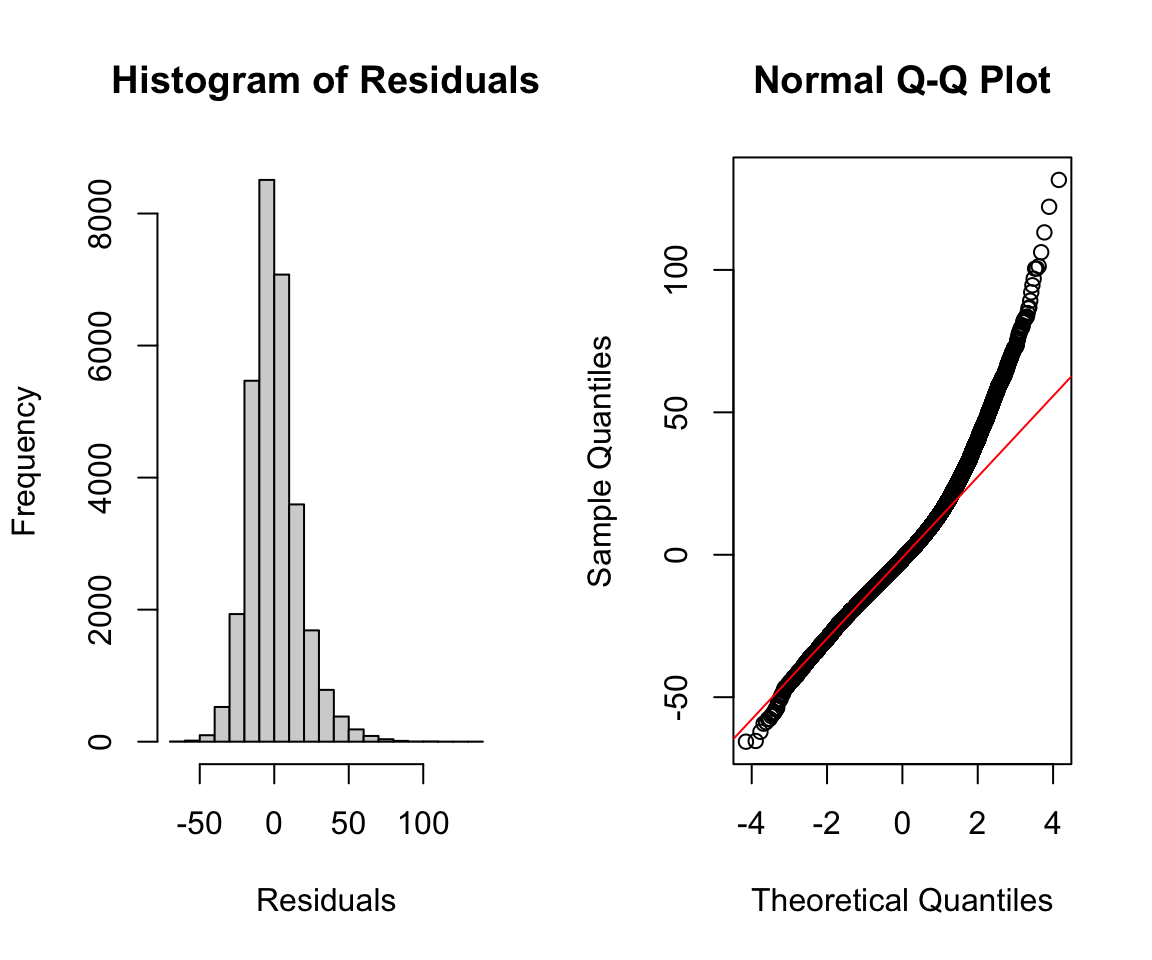 Histogram of Residuals
Frequency
0
2000
4000
6000
8000
-50 0 50 100
Residuals
Normal Q-Q Plot
Sample Quantiles
-50
0
50
100
-4 -2 0 2 4
Theoretical Quantiles